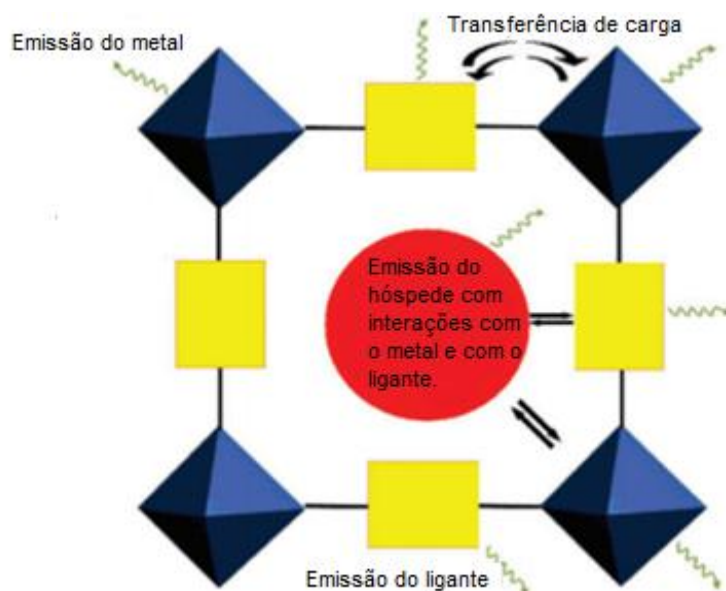 Transferência de carga
Emissão do metal
Emissão do
hóspede com
interações com
o metal e com o
ligante.
Emissão do ligante